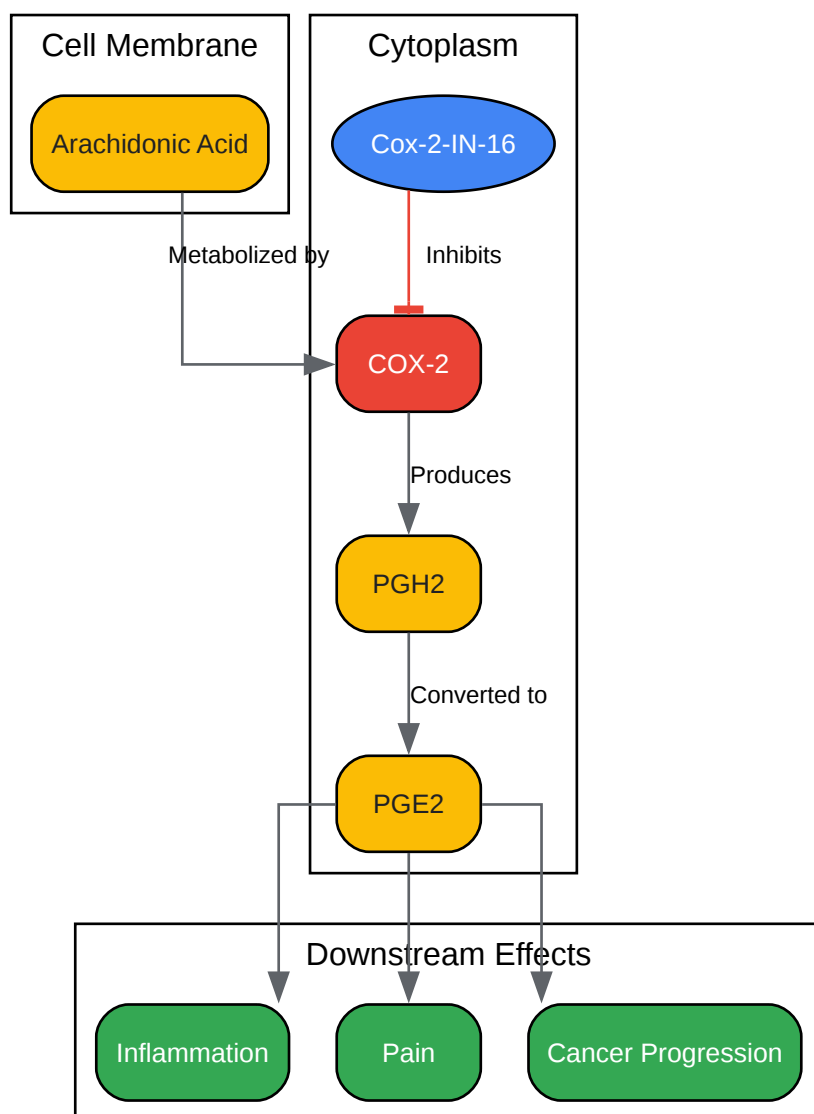 Cell Membrane
Cytoplasm
Arachidonic Acid
Cox-2-IN-16
Metabolized by
Inhibits
COX-2
Produces
PGH2
Converted to
PGE2
Downstream Effects
Inflammation
Pain
Cancer Progression